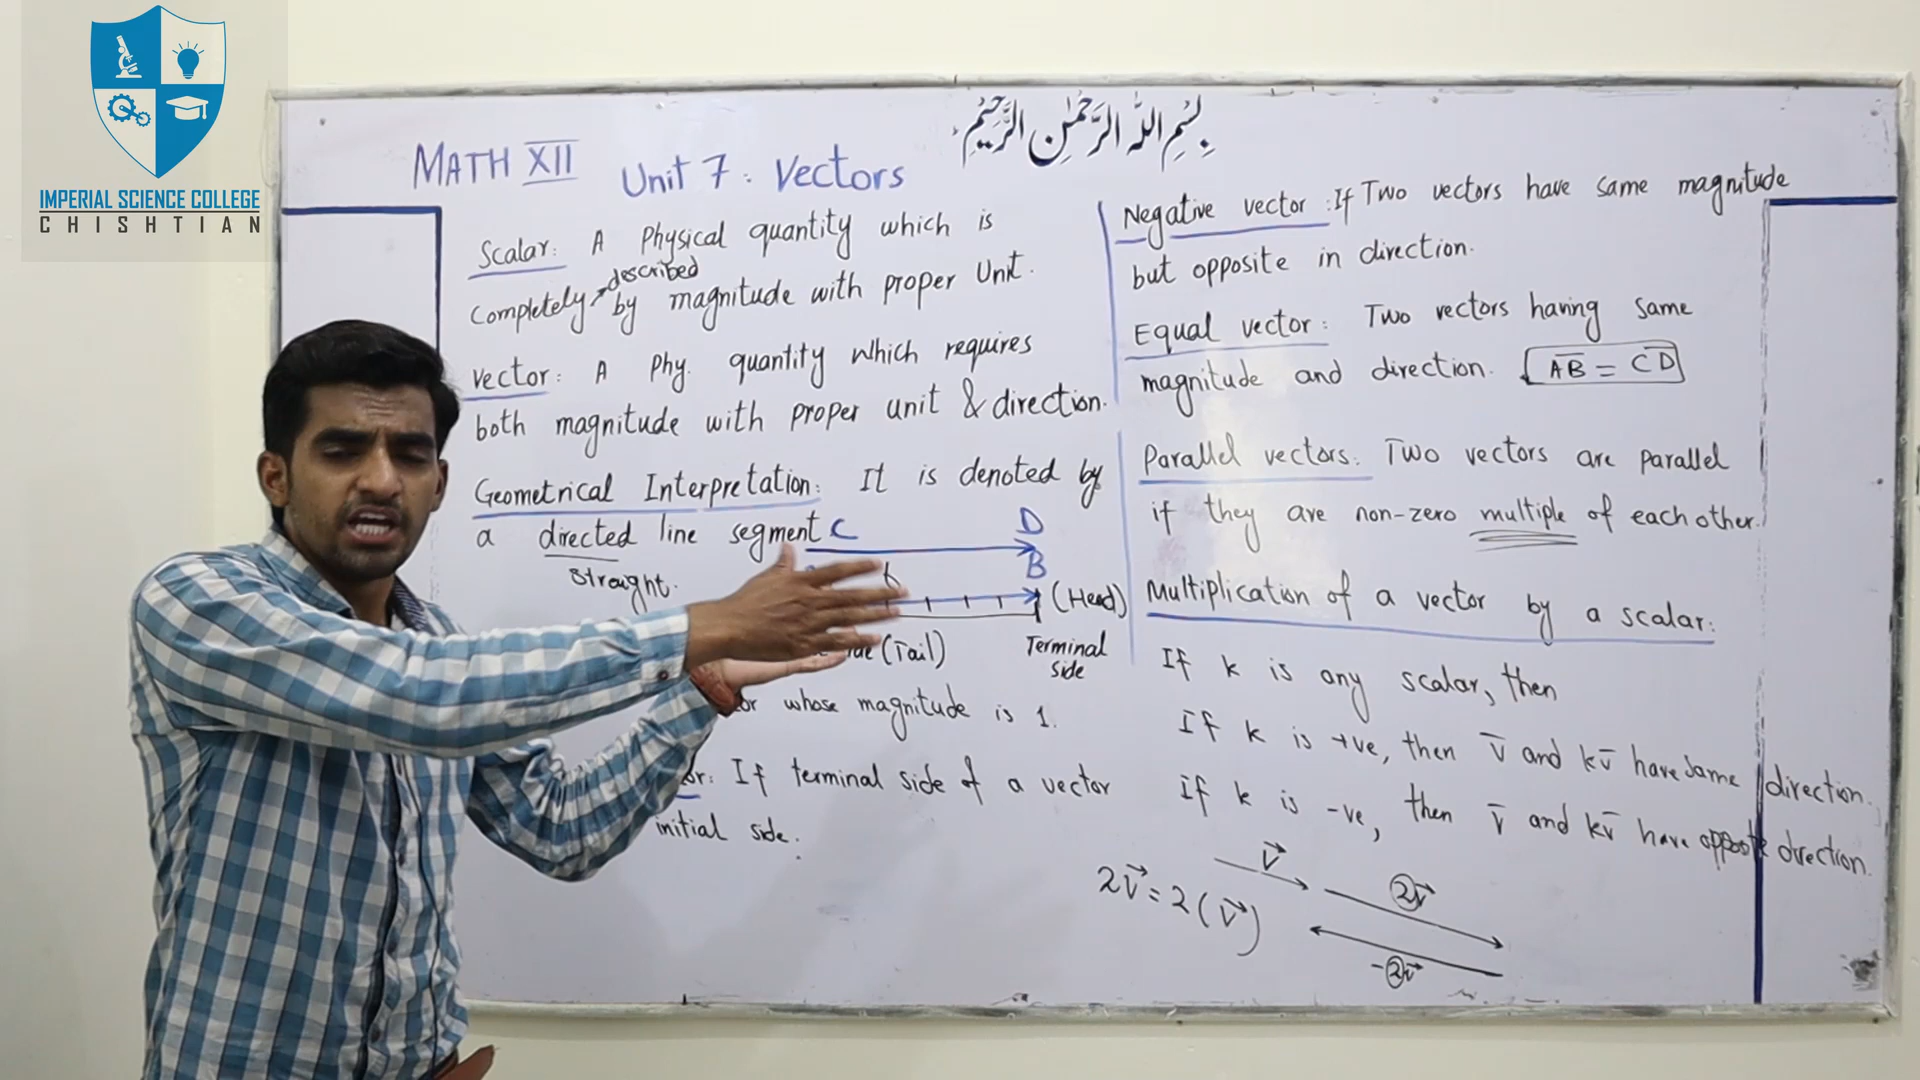 IMPERIAL SCIENCE COLLEGE
CHISHTIAN
بِسْمِ اللّٰهِ الرَّحْمٰنِ الرَّحِيْمِ
MATH XII
Unit 7: Vectors
Scalar: A Physical quantity which is
described
completely by magnitude with proper Unit.
Vector: A Phy. quantity which requires
both magnitude with proper unit & direction.
Geometrical Interpretation: It is denoted by
a directed line segment
straight.
C D
B
(Head)
(Tail)
Terminal
side
whose magnitude is 1.
If terminal side of a vector
initial side.
Negative vector: If Two vectors have same magnitude
but opposite in direction.
Equal vector: Two vectors having same
magnitude and direction. A̅B̅ = C̅D̅
Parallel vectors: Two vectors are parallel
if they are non-zero multiple of each other.
Multiplication of a vector by a scalar:
If k is any scalar, then
If k is +ve, then v̅ and kv̅ have same direction.
If k is -ve, then v̅ and kv̅ have opposite direction.
2v⃗ = 2(v⃗)
v⃗
2v⃗
-2v⃗